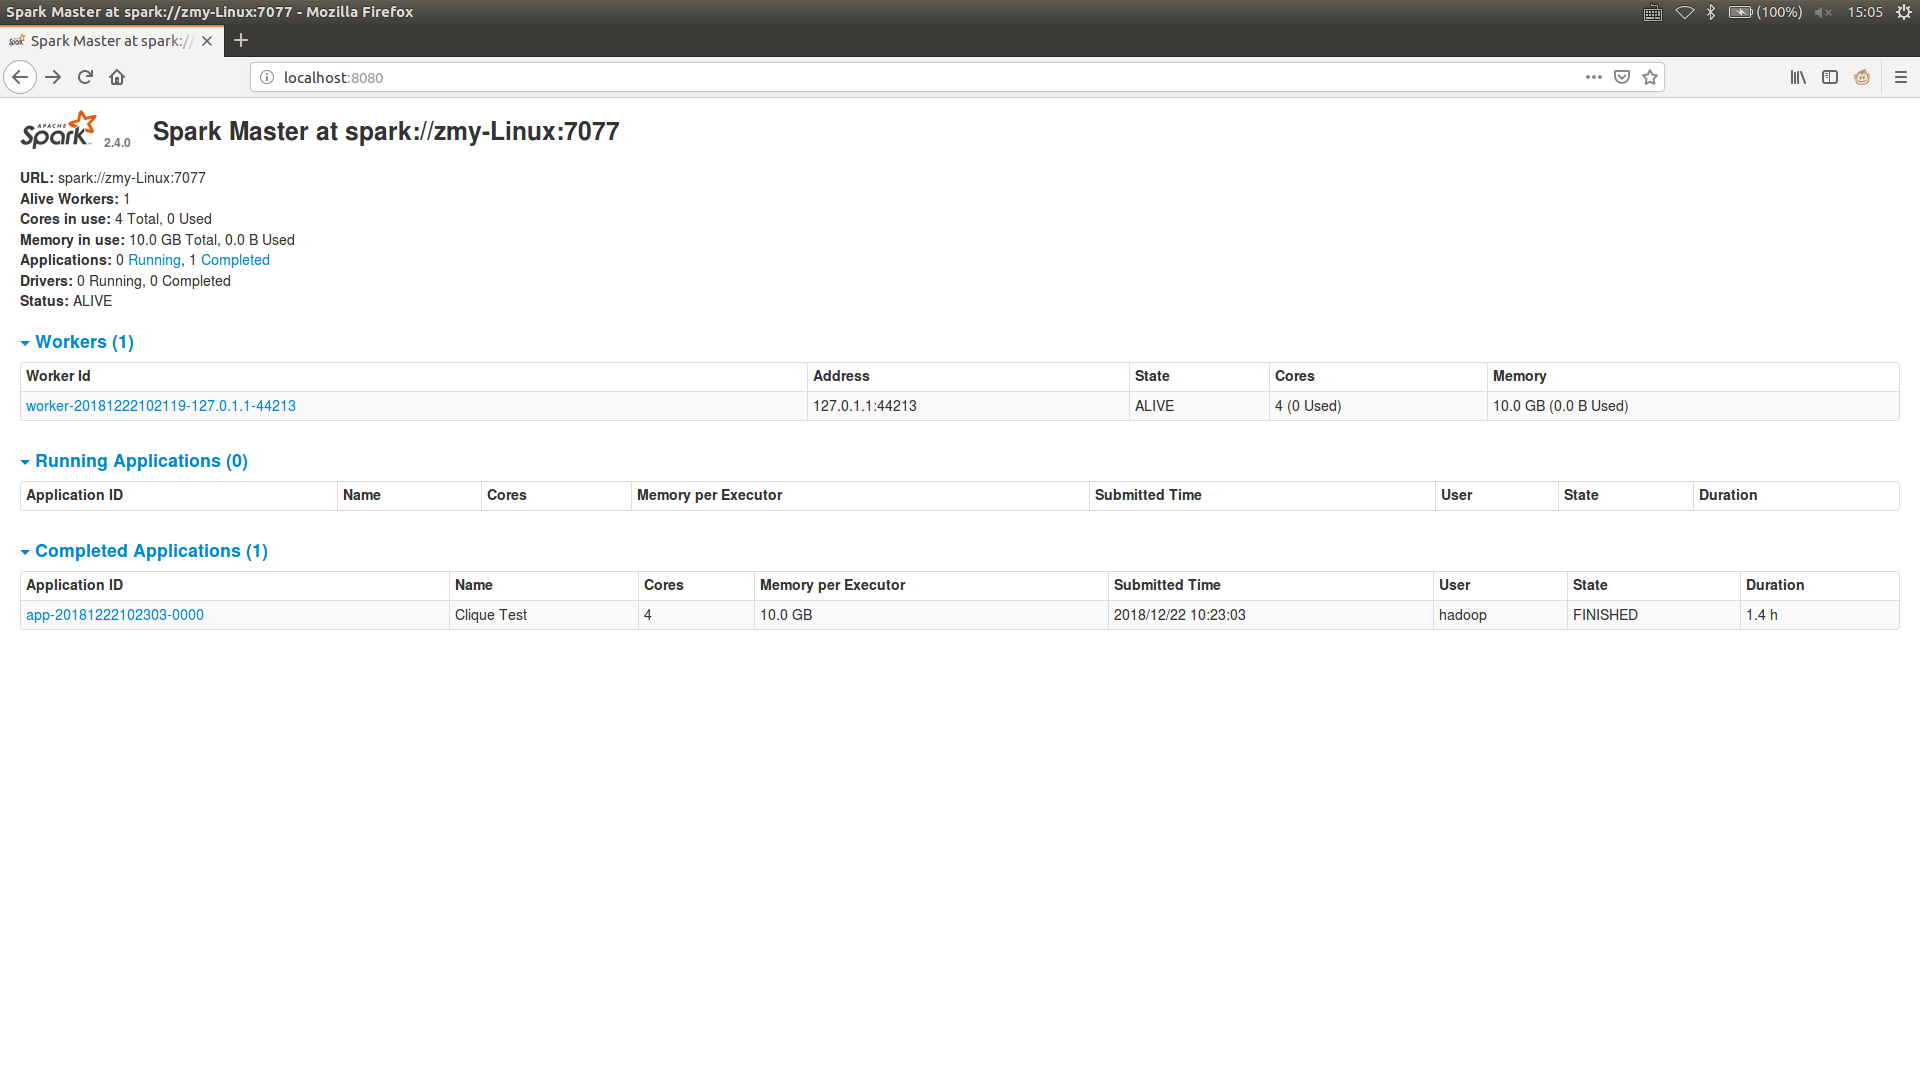 Spark Master at spark://zmy-Linux:7077 - Mozilla Firefox
(100%) 15:05
Spark Master at spark://
localhost:8080
APACHE Spark 2.4.0
Spark Master at spark://zmy-Linux:7077
URL: spark://zmy-Linux:7077
Alive Workers: 1
Cores in use: 4 Total, 0 Used
Memory in use: 10.0 GB Total, 0.0 B Used
Applications: 0 Running, 1 Completed
Drivers: 0 Running, 0 Completed
Status: ALIVE
Workers (1)
Worker Id Address State Cores Memory
worker-20181222102119-127.0.1.1-44213 127.0.1.1:44213 ALIVE 4 (0 Used) 10.0 GB (0.0 B Used)
Running Applications (0)
Application ID Name Cores Memory per Executor Submitted Time User State Duration
Completed Applications (1)
Application ID Name Cores Memory per Executor Submitted Time User State Duration
app-20181222102303-0000 Clique Test 4 10.0 GB 2018/12/22 10:23:03 hadoop FINISHED 1.4 h